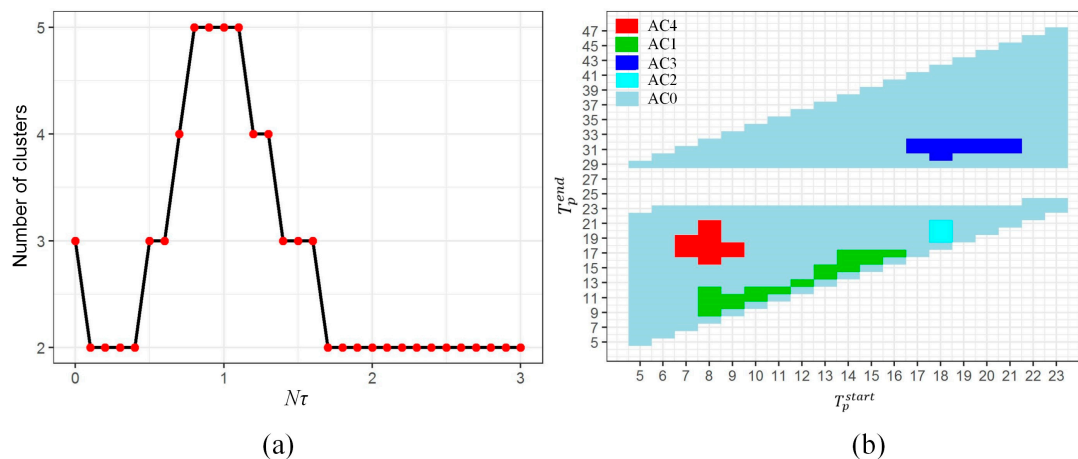 5
4
3
2
Number of clusters
0
1
2
3
Nτ
(a)
AC4
AC1
AC3
AC2
AC0
47
45
43
41
39
37
35
33
31
29
27
25
23
21
19
17
15
13
11
9
7
5
T_p^end
5 6 7 8 9 10 11 12 13 14 15 16 17 18 19 20 21 22 23
T_p^start
(b)